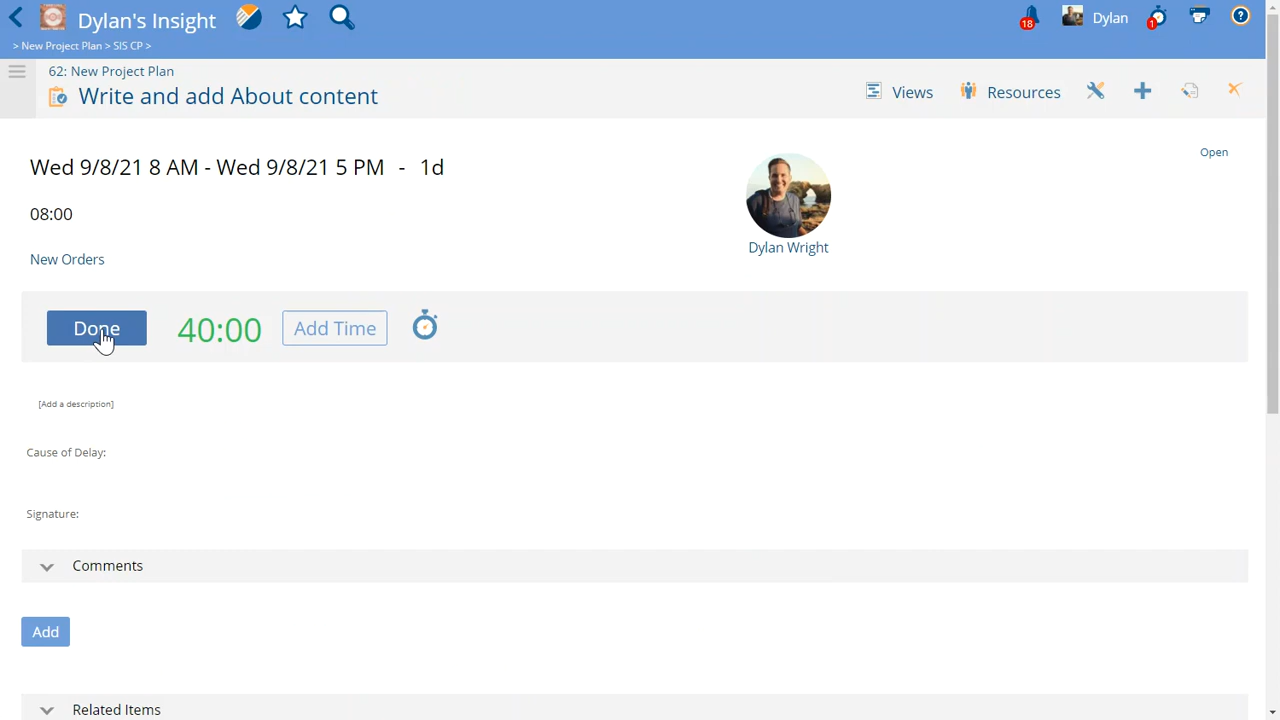 Dylan's Insight
18
Dylan
1
> New Project Plan > SIS CP >
62: New Project Plan
Write and add About content
Views
Resources
Wed 9/8/21 8 AM - Wed 9/8/21 5 PM - 1d
Open
08:00
Dylan Wright
New Orders
Done
40:00
Add Time
[Add a description]
Cause of Delay:
Signature:
Comments
Add
Related Items